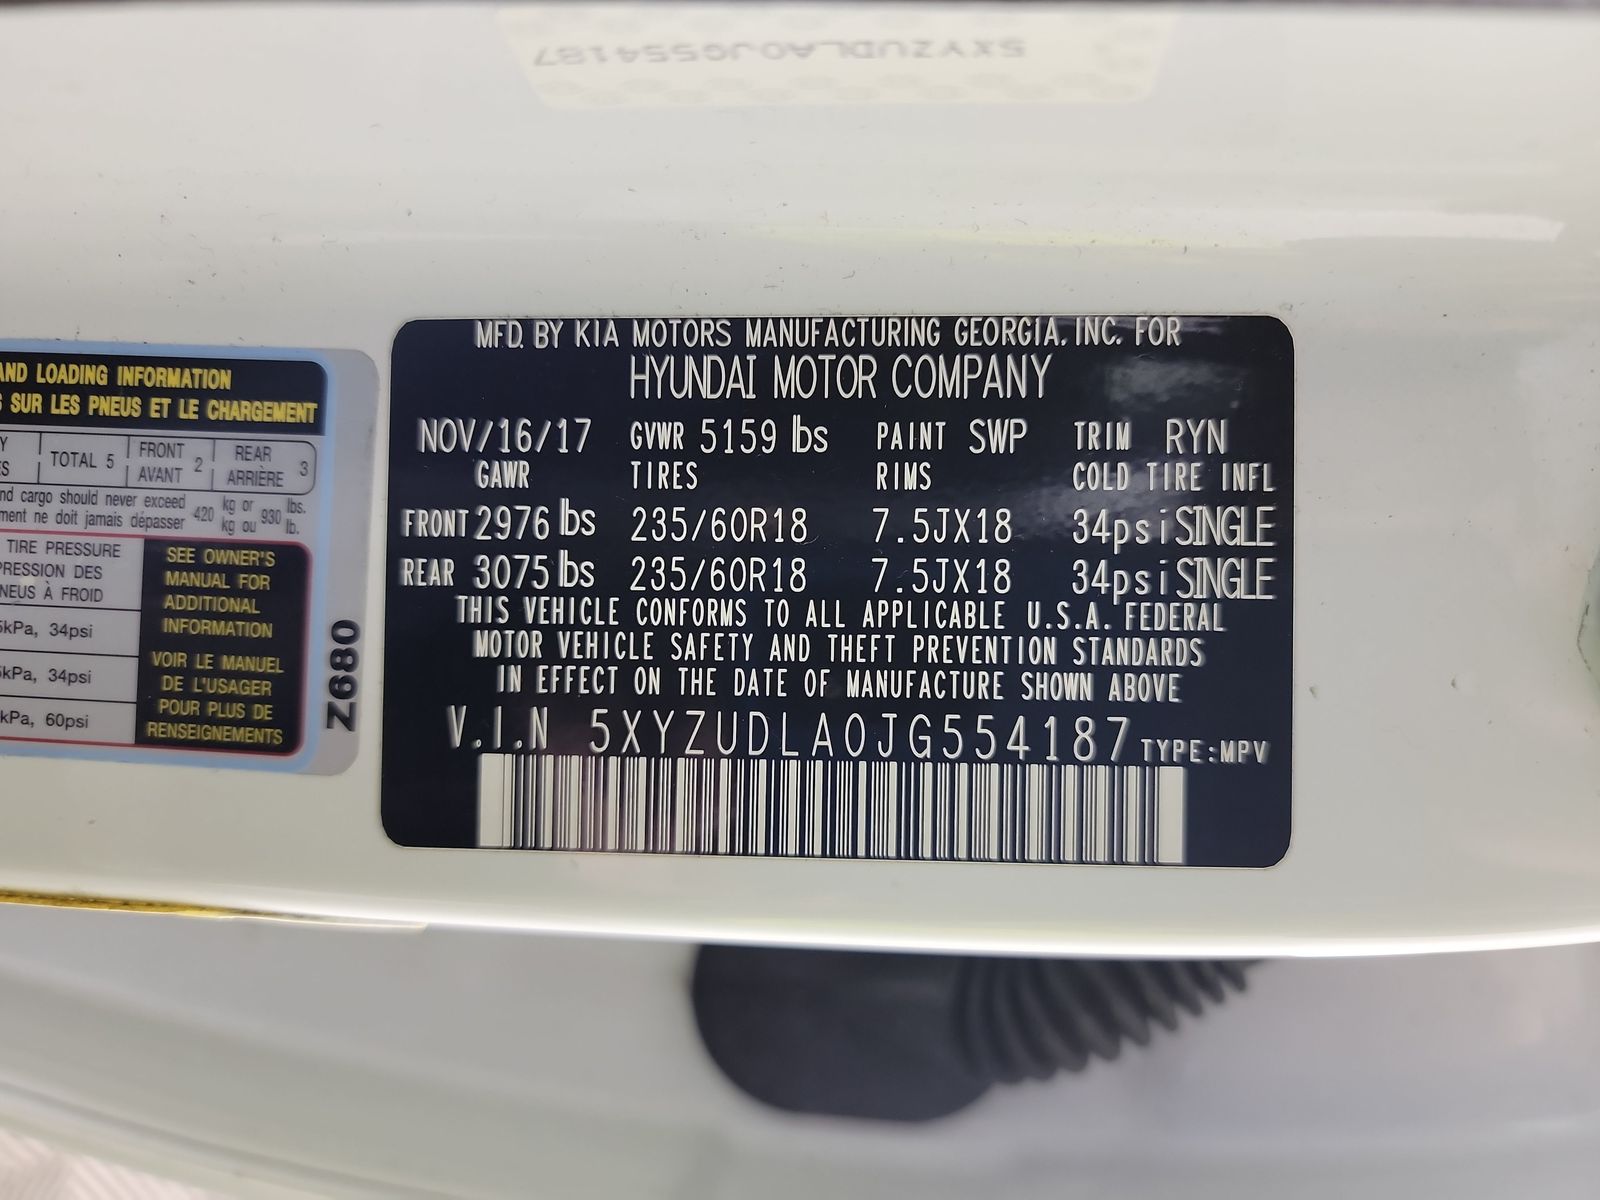 5XYZUDLA0JG554187
MFD. BY KIA MOTORS MANUFACTURING GEORGIA, INC. FOR
HYUNDAI MOTOR COMPANY
NOV/16/17 GVWR 5159 lbs PAINT SWP TRIM RYN
GAWR TIRES RIMS COLD TIRE INFL
FRONT 2976 lbs 235/60R18 7.5JX18 34psi SINGLE
REAR 3075 lbs 235/60R18 7.5JX18 34psi SINGLE
THIS VEHICLE CONFORMS TO ALL APPLICABLE U.S.A. FEDERAL
MOTOR VEHICLE SAFETY AND THEFT PREVENTION STANDARDS
IN EFFECT ON THE DATE OF MANUFACTURE SHOWN ABOVE
V.I.N 5XYZUDLA0JG554187 TYPE:MPV
AND LOADING INFORMATION
SUR LES PNEUS ET LE CHARGEMENT
TOTAL 5 FRONT AVANT 2 REAR ARRIÈRE 3
and cargo should never exceed 420 kg or 930 lbs.
ne doit jamais dépasser kg ou lb.
TIRE PRESSURE
PRESSION DES
PNEUS À FROID
kPa, 34psi
kPa, 34psi
kPa, 60psi
SEE OWNER'S
MANUAL FOR
ADDITIONAL
INFORMATION
VOIR LE MANUEL
DE L'USAGER
POUR PLUS DE
RENSEIGNEMENTS
Z680